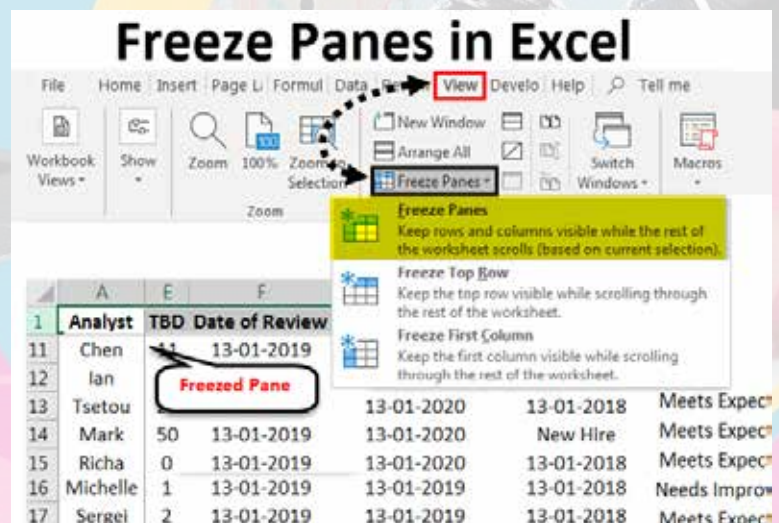 Freeze Panes in Excel
File Home Insert Page L Formul Data View Develo Help Tell me
New Window
Arrange All
Freeze Panes
Workbook Views
Show
Zoom 100% Zoom to Selection
Switch Windows
Macros
Zoom
Freeze Panes
Keep rows and columns visible while the rest of
the worksheet scrolls (based on current selection).
Freeze Top Row
Keep the top row visible while scrolling through
the rest of the worksheet.
Freeze First Column
Keep the first column visible while scrolling
through the rest of the worksheet.
A E F
1 Analyst TBD Date of Review
11 Chen 13-01-2019
12 Ian
Freezed Pane
13 Tsetou 13-01-2020 13-01-2018 Meets Expec
14 Mark 50 13-01-2019 13-01-2020 New Hire Meets Expec
15 Richa 0 13-01-2019 13-01-2020 13-01-2018 Meets Expec
16 Michelle 1 13-01-2019 13-01-2019 13-01-2018 Needs Improv
17 Sergei 2 13-01-2019 13-01-2019 13-01-2018 Meets Expec